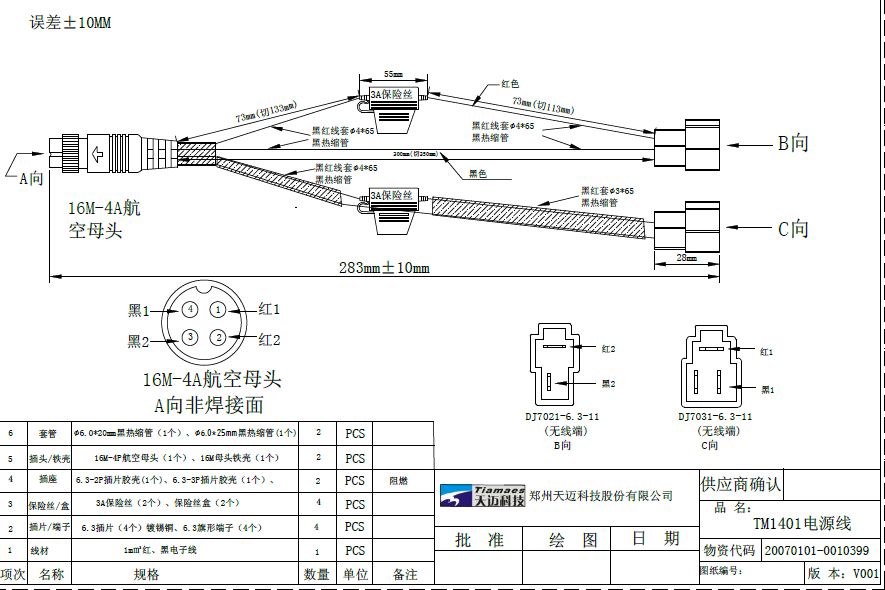 误差±10MM
55mm
3A保险丝
红色
73mm(切133mm)
73mm(切113mm)
黑红线套φ4*65
黑热缩管
黑红线套φ4*65
黑热缩管
200mm(切250mm)
B向
A向
黑红线套φ4*65
黑热缩管
黑色
3A保险丝
黑红套φ3*65
黑热缩管
16M-4A航
空母头
C向
28mm
283mm±10mm
黑1
4
1
红1
黑2
3
2
红2
16M-4A航空母头
A向非焊接面
红2
黑2
DJ7021-6.3-11
(无线端)
B向
红1
黑1
DJ7031-6.3-11
(无线端)
C向
6 套管 φ6.0*20mm黑热缩管（1个）、φ6.0*25mm黑热缩管(1个) 2 PCS
5 插头/铁壳 16M-4P航空母头（1个）、16M母头铁壳（1个） 2 PCS
4 插座 6.3-2P插片胶壳(1个）、6.3-3P插片胶壳（1个）、 2 PCS 阻燃
3 保险丝/盒 3A保险丝（2个）、保险丝盒（2个） 4 PCS
2 插片/端子 6.3插片（4个）镀锡铜、6.3旗形端子（4个） 4 PCS
1 线材 1mm²红、黑电子线 1 PCS
项次 名称 规格 数量 单位 备注
Tiamaes
天迈科技
郑州天迈科技股份有限公司
批 准 绘 图 日 期
供应商确认
品 名：
TM1401电源线
物资代码 20070101-0010399
图纸编号：
版 本：V001